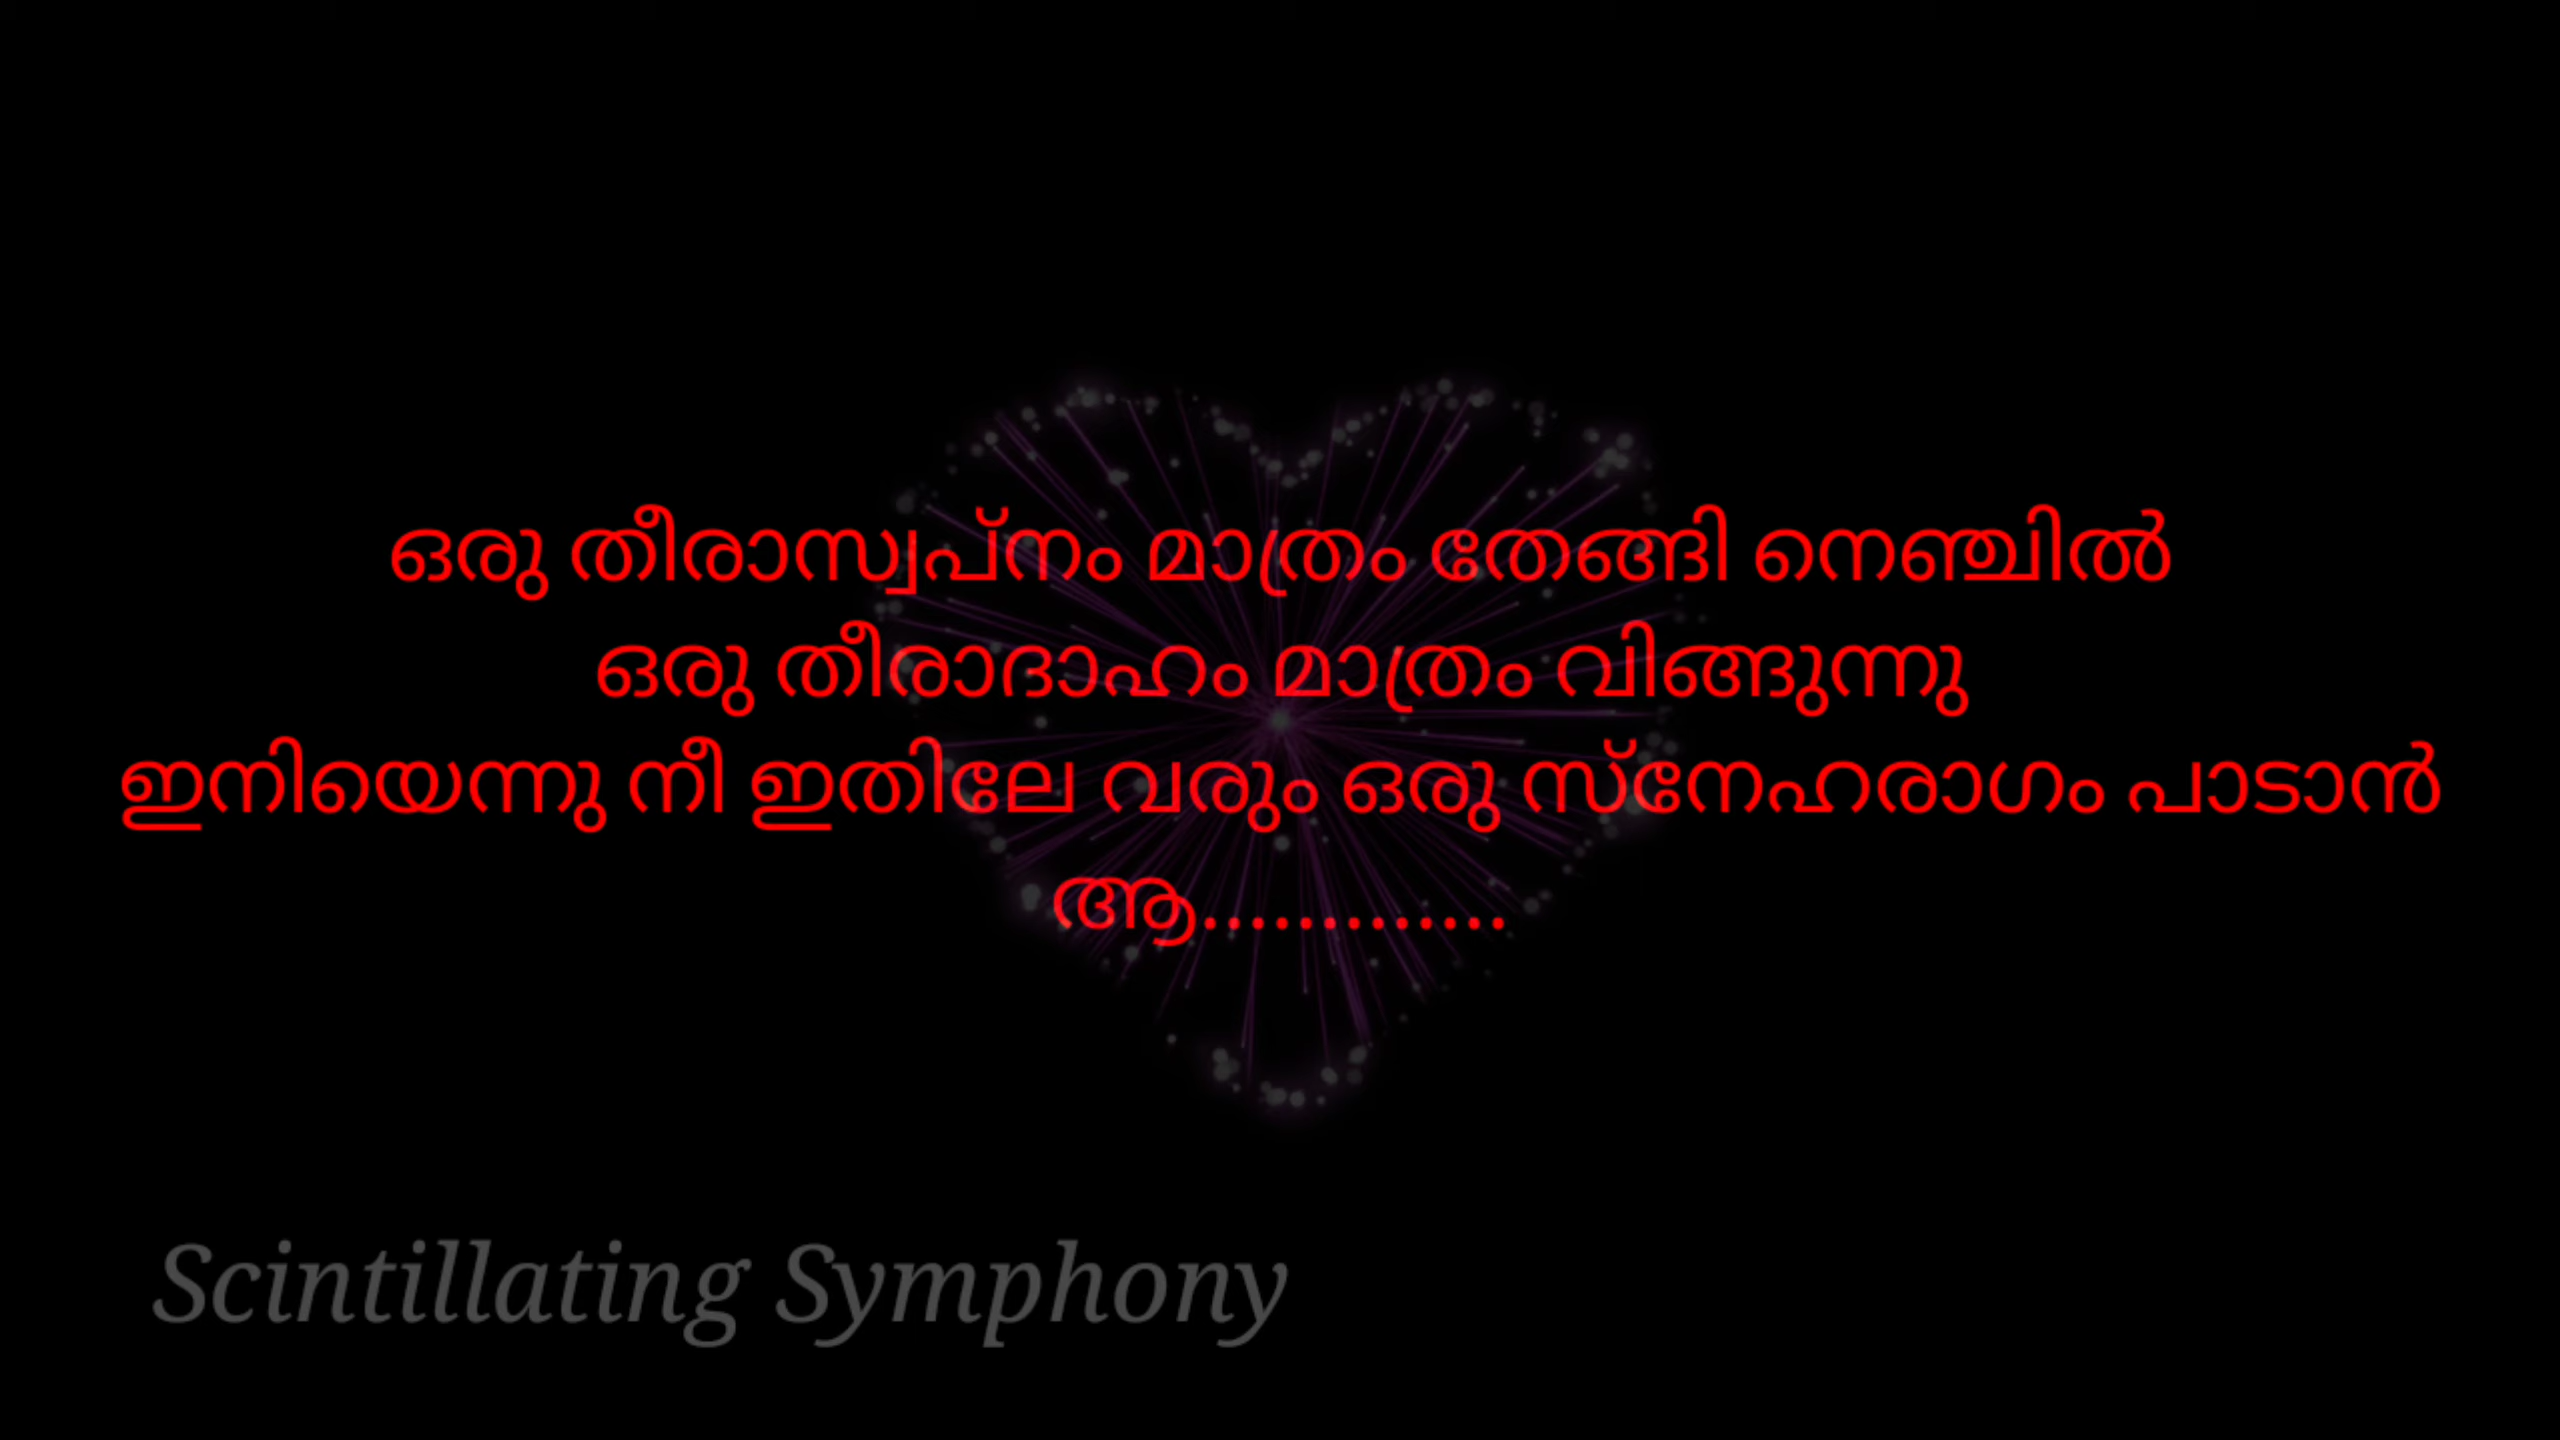 ഒരു തീരാസ്വപ്നം മാത്രം തേങ്ങി നെഞ്ചിൽ
ഒരു തീരാദാഹം മാത്രം വിങ്ങുന്നു
ഇനിയെന്നു നീ ഇതിലേ വരും ഒരു സ്നേഹരാഗം പാടാൻ
ആ.............
Scintillating Symphony